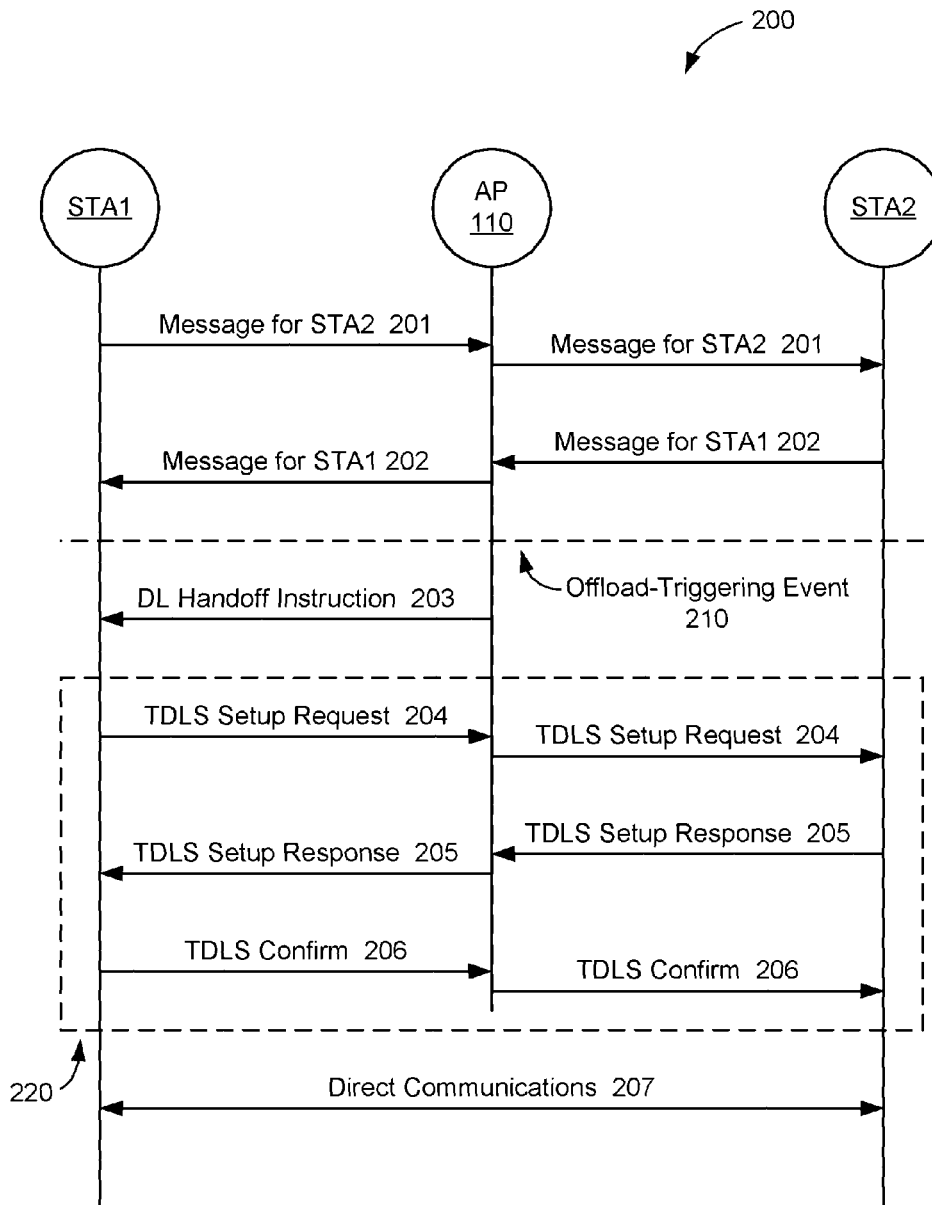 200
STA1
AP
110
STA2
Message for STA2 201
Message for STA2 201
Message for STA1 202
Message for STA1 202
Offload-Triggering Event
210
DL Handoff Instruction 203
TDLS Setup Request 204
TDLS Setup Request 204
TDLS Setup Response 205
TDLS Setup Response 205
TDLS Confirm 206
TDLS Confirm 206
220
Direct Communications 207